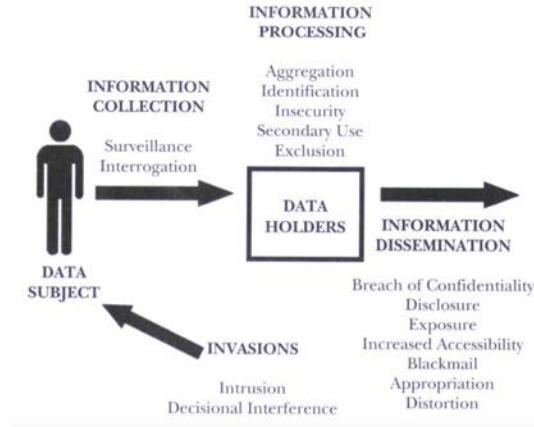 INFORMATION
PROCESSING
Aggregation
Identification
Insecurity
Secondary Use
Exclusion
INFORMATION
COLLECTION
Surveillance
Interrogation
DATA
HOLDERS
INFORMATION
DISSEMINATION
Breach of Confidentiality
Disclosure
Exposure
Increased Accessibility
Blackmail
Appropriation
Distortion
DATA
SUBJECT
INVASIONS
Intrusion
Decisional Interference